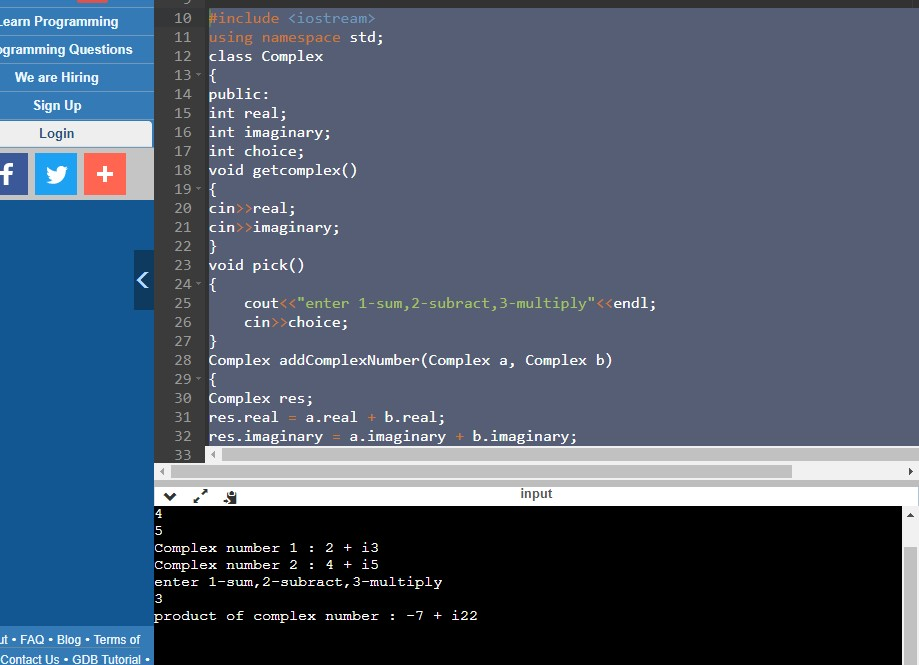 Learn Programming
Programming Questions
We are Hiring
Sign Up
Login
f
+
10 #include <iostream>
11 using namespace std;
12 class Complex
13 {
14 public:
15 int real;
16 int imaginary;
17 int choice;
18 void getcomplex()
19 {
20 cin>>real;
21 cin>>imaginary;
22 }
23 void pick()
24 {
25 cout<<"enter 1-sum,2-subract,3-multiply"<<endl;
26 cin>>choice;
27 }
28 Complex addComplexNumber(Complex a, Complex b)
29 {
30 Complex res;
31 res.real = a.real + b.real;
32 res.imaginary = a.imaginary + b.imaginary;
33
input
4
5
Complex number 1 : 2 + i3
Complex number 2 : 4 + i5
enter 1-sum,2-subract,3-multiply
3
product of complex number : -7 + i22
ut • FAQ • Blog • Terms of
Contact Us • GDB Tutorial •